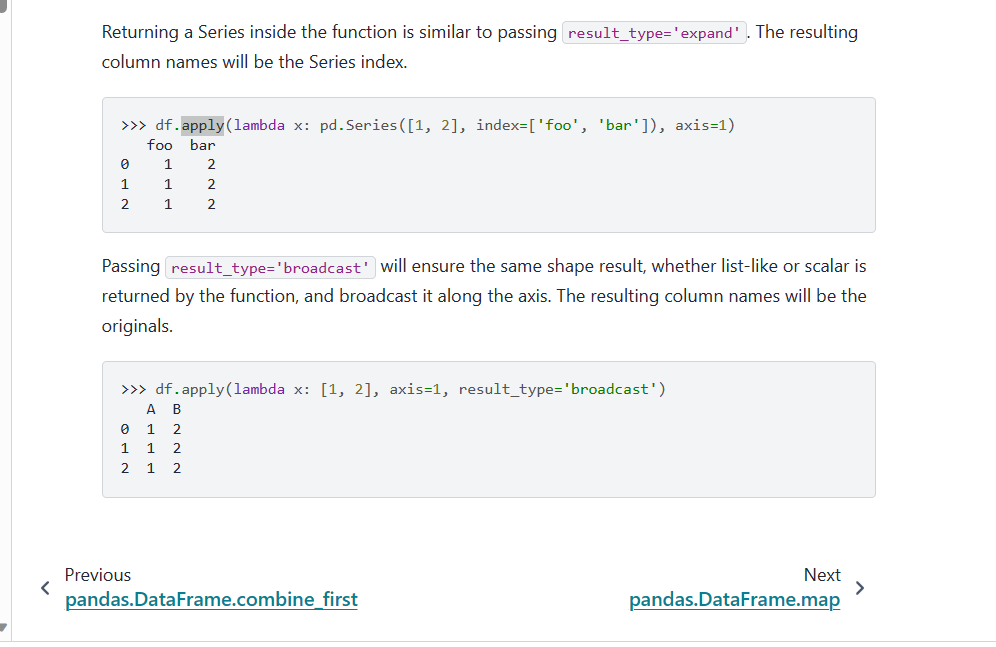 Returning a Series inside the function is similar to passing result_type='expand'. The resulting
column names will be the Series index.
>>> df.apply(lambda x: pd.Series([1, 2], index=['foo', 'bar']), axis=1)
   foo  bar
0    1    2
1    1    2
2    1    2
Passing result_type='broadcast' will ensure the same shape result, whether list-like or scalar is
returned by the function, and broadcast it along the axis. The resulting column names will be the
originals.
>>> df.apply(lambda x: [1, 2], axis=1, result_type='broadcast')
   A  B
0  1  2
1  1  2
2  1  2
Previous
pandas.DataFrame.combine_first
Next
pandas.DataFrame.map